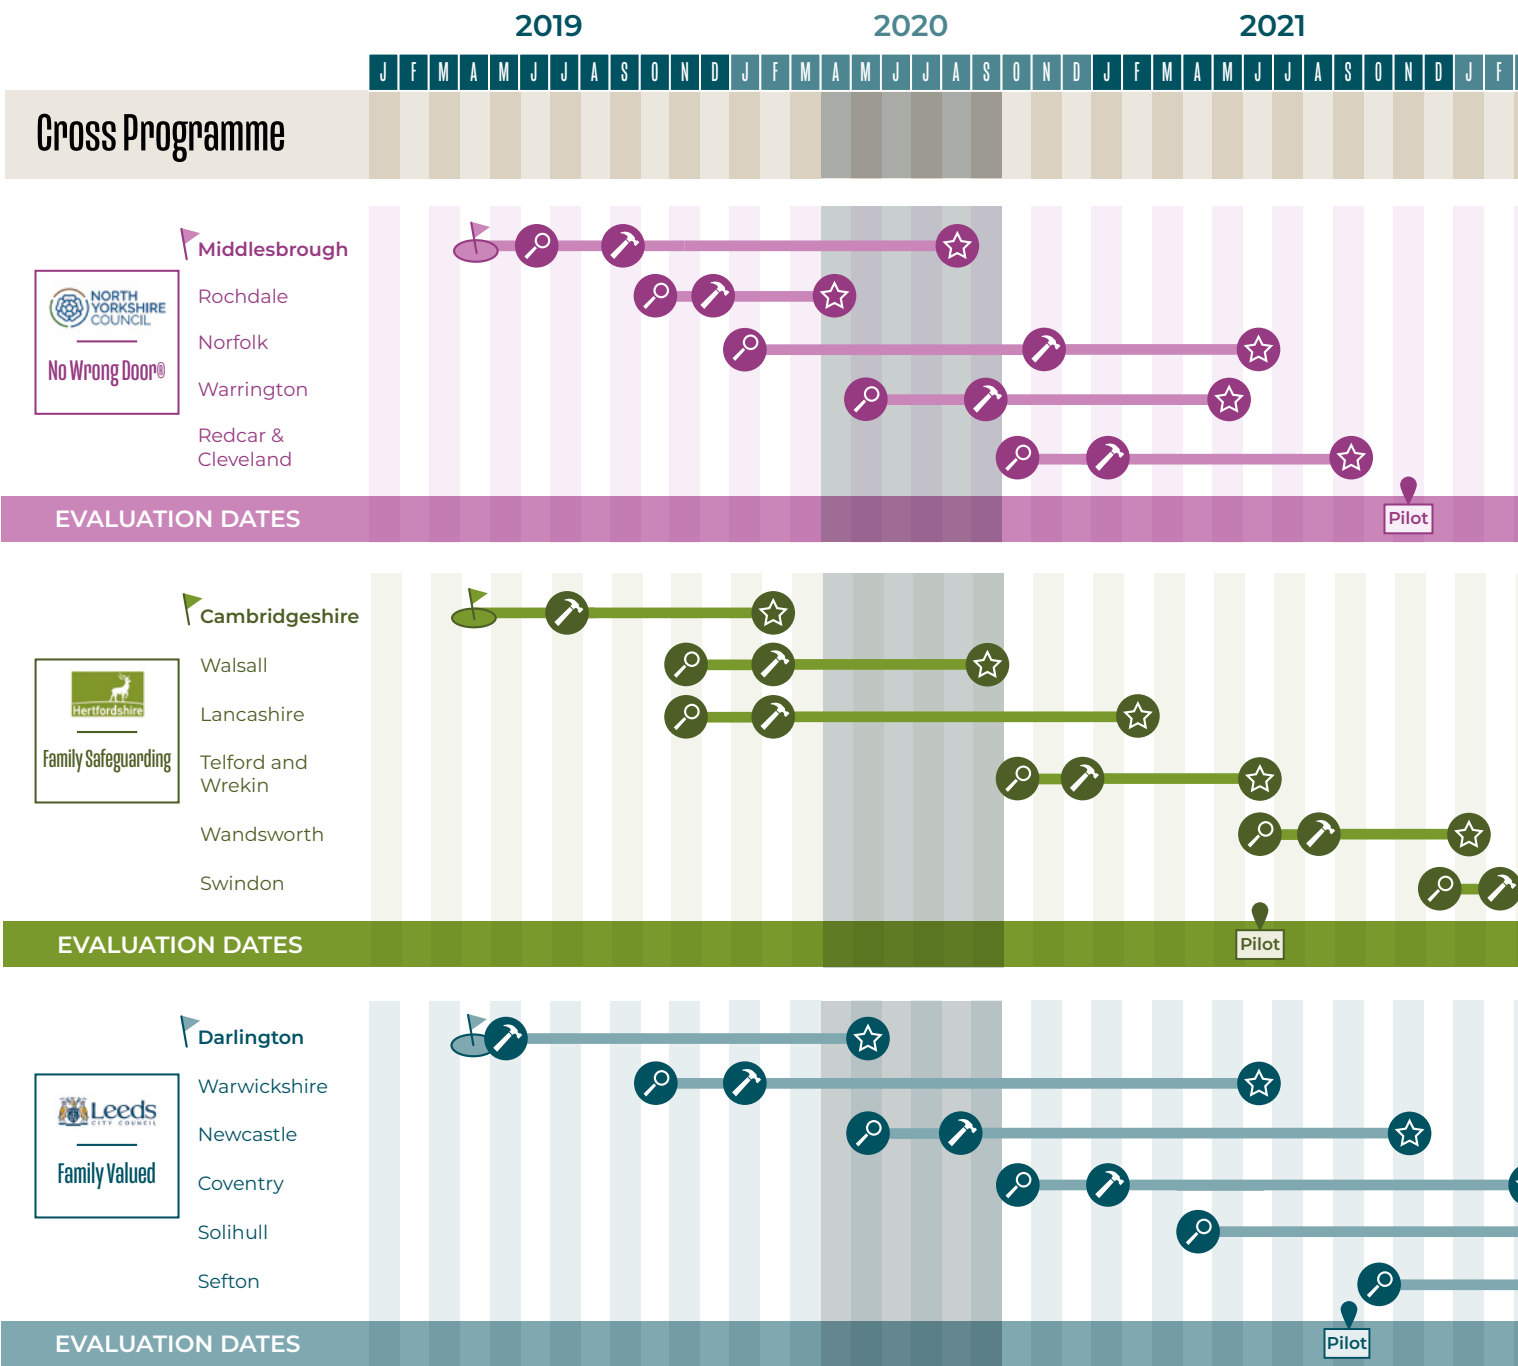 2019 2020 2021
J F M A M J J A S O N D J F M A M J J A S O N D J F M A M J J A S O N D J F
Cross Programme
Middlesbrough
NORTH
YORKSHIRE
COUNCIL
No Wrong Door®
Rochdale
Norfolk
Warrington
Redcar &
Cleveland
Pilot
EVALUATION DATES
Cambridgeshire
Hertfordshire
Family Safeguarding
Walsall
Lancashire
Telford and
Wrekin
Wandsworth
Swindon
EVALUATION DATES
Pilot
Darlington
Leeds
CITY COUNCIL
Family Valued
Warwickshire
Newcastle
Coventry
Solihull
Sefton
EVALUATION DATES
Pilot